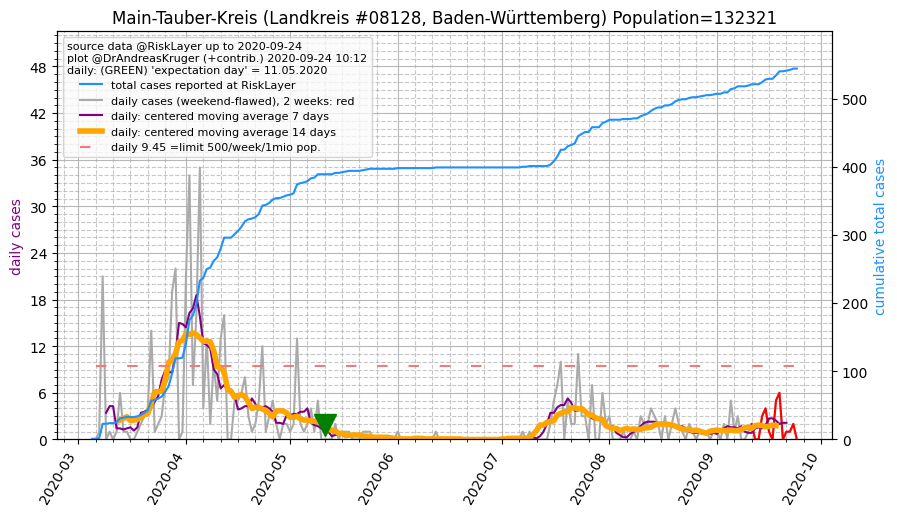 Main-Tauber-Kreis (Landkreis #08128, Baden-Württemberg) Population=132321
source data @RiskLayer up to 2020-09-24
plot @DrAndreasKruger (+contrib.) 2020-09-24 10:12
daily: (GREEN) 'expectation day' = 11.05.2020
total cases reported at RiskLayer
daily cases (weekend-flawed), 2 weeks: red
daily: centered moving average 7 days
daily: centered moving average 14 days
daily 9.45 =limit 500/week/1mio pop.
daily cases
48
42
36
30
24
18
12
6
0
cumulative total cases
500
400
300
200
100
0
2020-03
2020-04
2020-05
2020-06
2020-07
2020-08
2020-09
2020-10